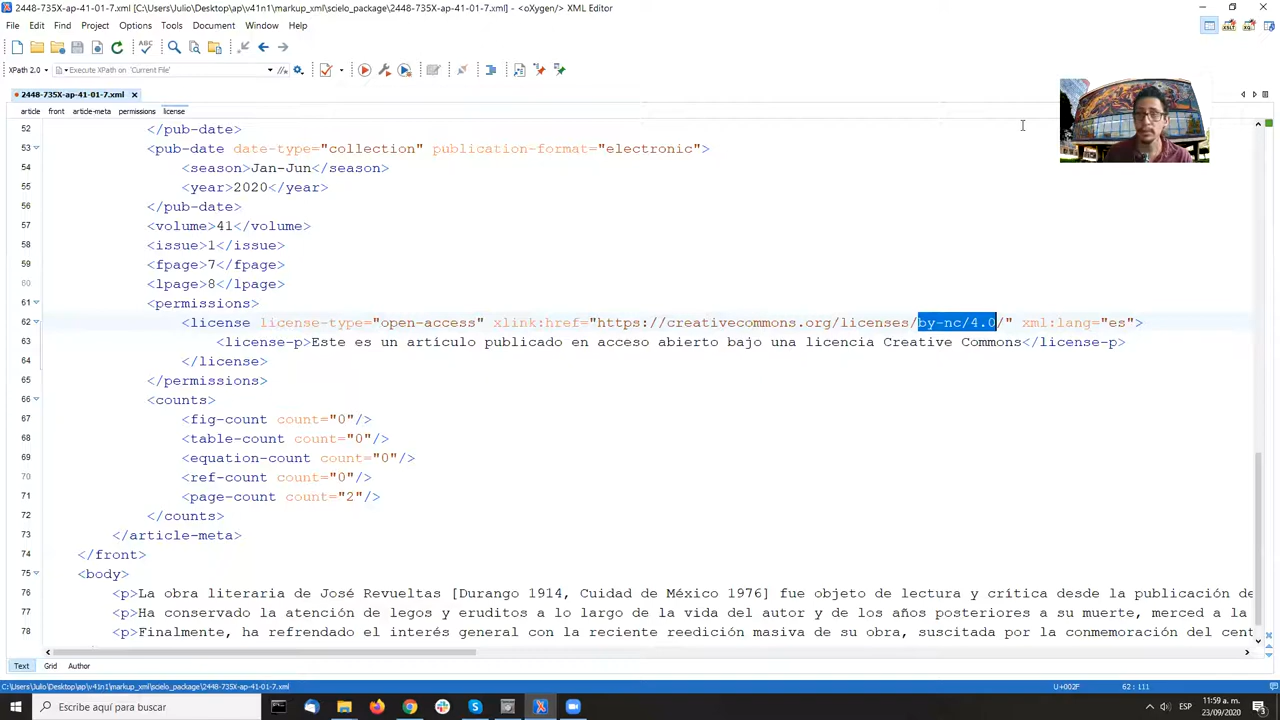 2448-735X-ap-41-01-7.xml [C:\Users\Julio\Desktop\ap\v41n1\markup_xml\scielo_package\2448-735X-ap-41-01-7.xml] - <oXygen/> XML Editor
File Edit Find Project Options Tools Document Window Help
XPath 2.0 Execute XPath on 'Current File'
2448-735X-ap-41-01-7.xml
article front article-meta permissions license
52 </pub-date>
53 <pub-date date-type="collection" publication-format="electronic">
54 <season>Jan-Jun</season>
55 <year>2020</year>
56 </pub-date>
57 <volume>41</volume>
58 <issue>1</issue>
59 <fpage>7</fpage>
60 <lpage>8</lpage>
61 <permissions>
62 <license license-type="open-access" xlink:href="https://creativecommons.org/licenses/by-nc/4.0/" xml:lang="es">
63 <license-p>Este es un artículo publicado en acceso abierto bajo una licencia Creative Commons</license-p>
64 </license>
65 </permissions>
66 <counts>
67 <fig-count count="0"/>
68 <table-count count="0"/>
69 <equation-count count="0"/>
70 <ref-count count="0"/>
71 <page-count count="2"/>
72 </counts>
73 </article-meta>
74 </front>
75 <body>
76 <p>La obra literaria de José Revueltas [Durango 1914, Cuidad de México 1976] fue objeto de lectura y crítica desde la publicación de
77 <p>Ha conservado la atención de legos y eruditos a lo largo de la vida del autor y de los años posteriores a su muerte, merced a la
78 <p>Finalmente, ha refrendado el interés general con la reciente reedición masiva de su obra, suscitada por la conmemoración del cent
Text Grid Author
C:\Users\Julio\Desktop\ap\v41n1\markup_xml\scielo_package\2448-735X-ap-41-01-7.xml U+002F 62 : 111
Escribe aquí para buscar
ESP
11:59 a. m.
23/09/2020